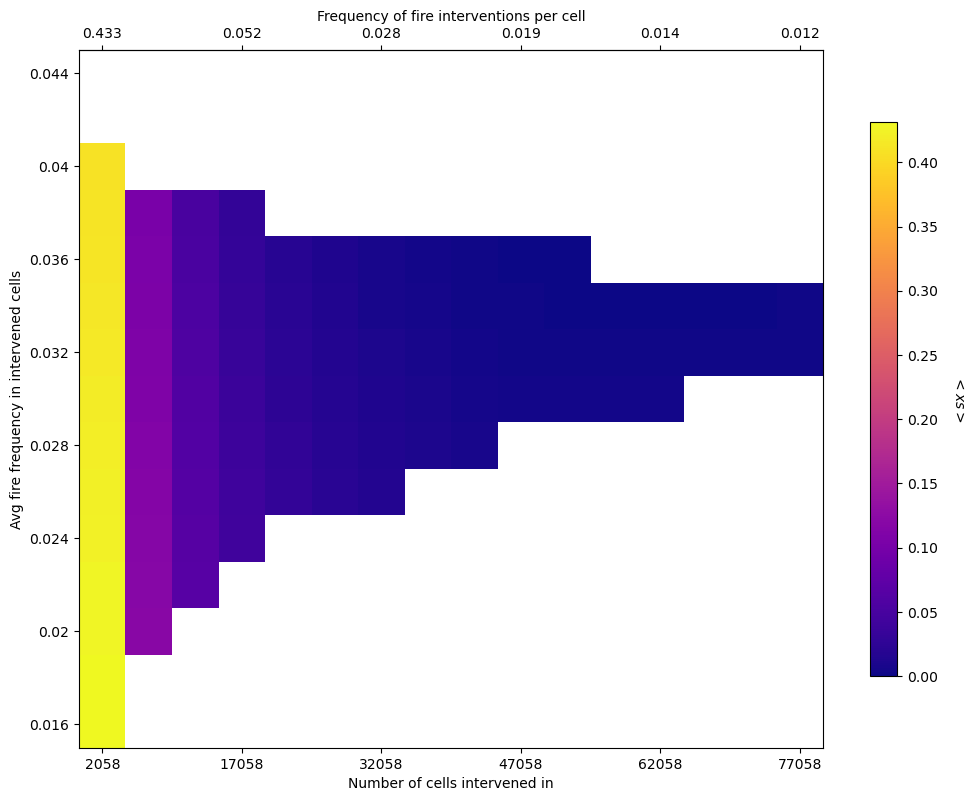 Frequency of fire interventions per cell
0.433 0.052 0.028 0.019 0.014 0.012
Avg fire frequency in intervened cells
0.044
0.04
0.036
0.032
0.028
0.024
0.02
0.016
2058 17058 32058 47058 62058 77058
Number of cells intervened in
0.40
0.35
0.30
0.25
0.20
0.15
0.10
0.05
0.00
< sx >